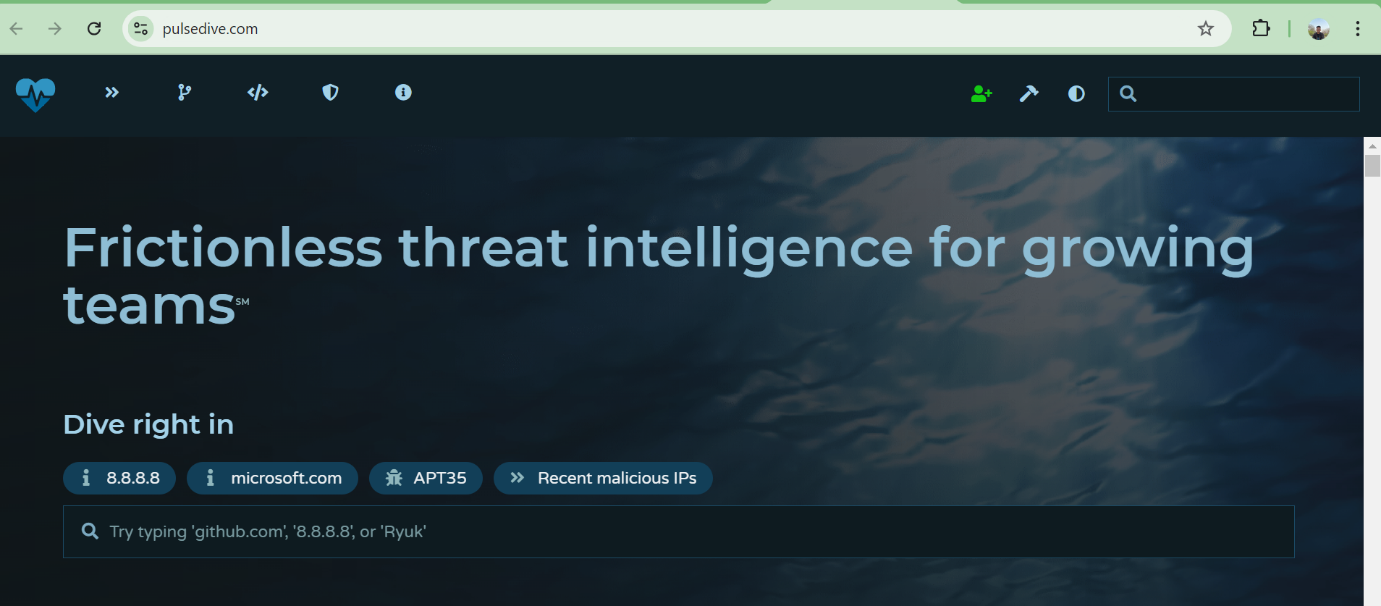 pulsedive.com
Frictionless threat intelligence for growing
teams℠
Dive right in
8.8.8.8
microsoft.com
APT35
Recent malicious IPs
Try typing 'github.com', '8.8.8.8', or 'Ryuk'